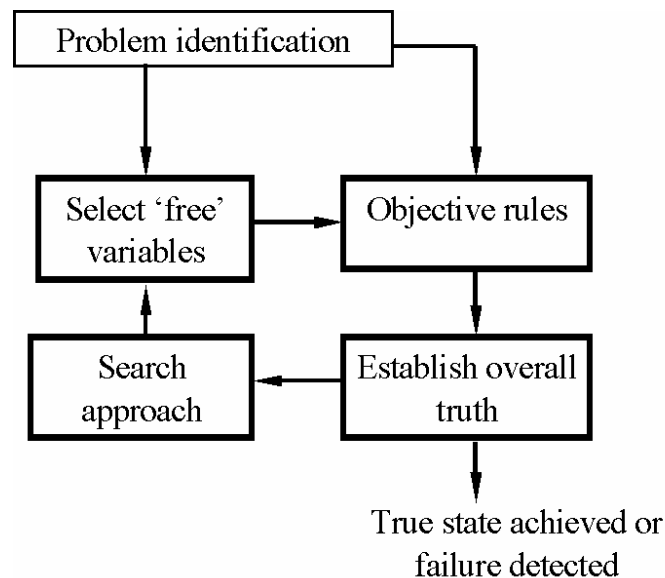 Problem identification
Select ‘free’
variables
Objective rules
Search
approach
Establish overall
truth
True state achieved or
failure detected